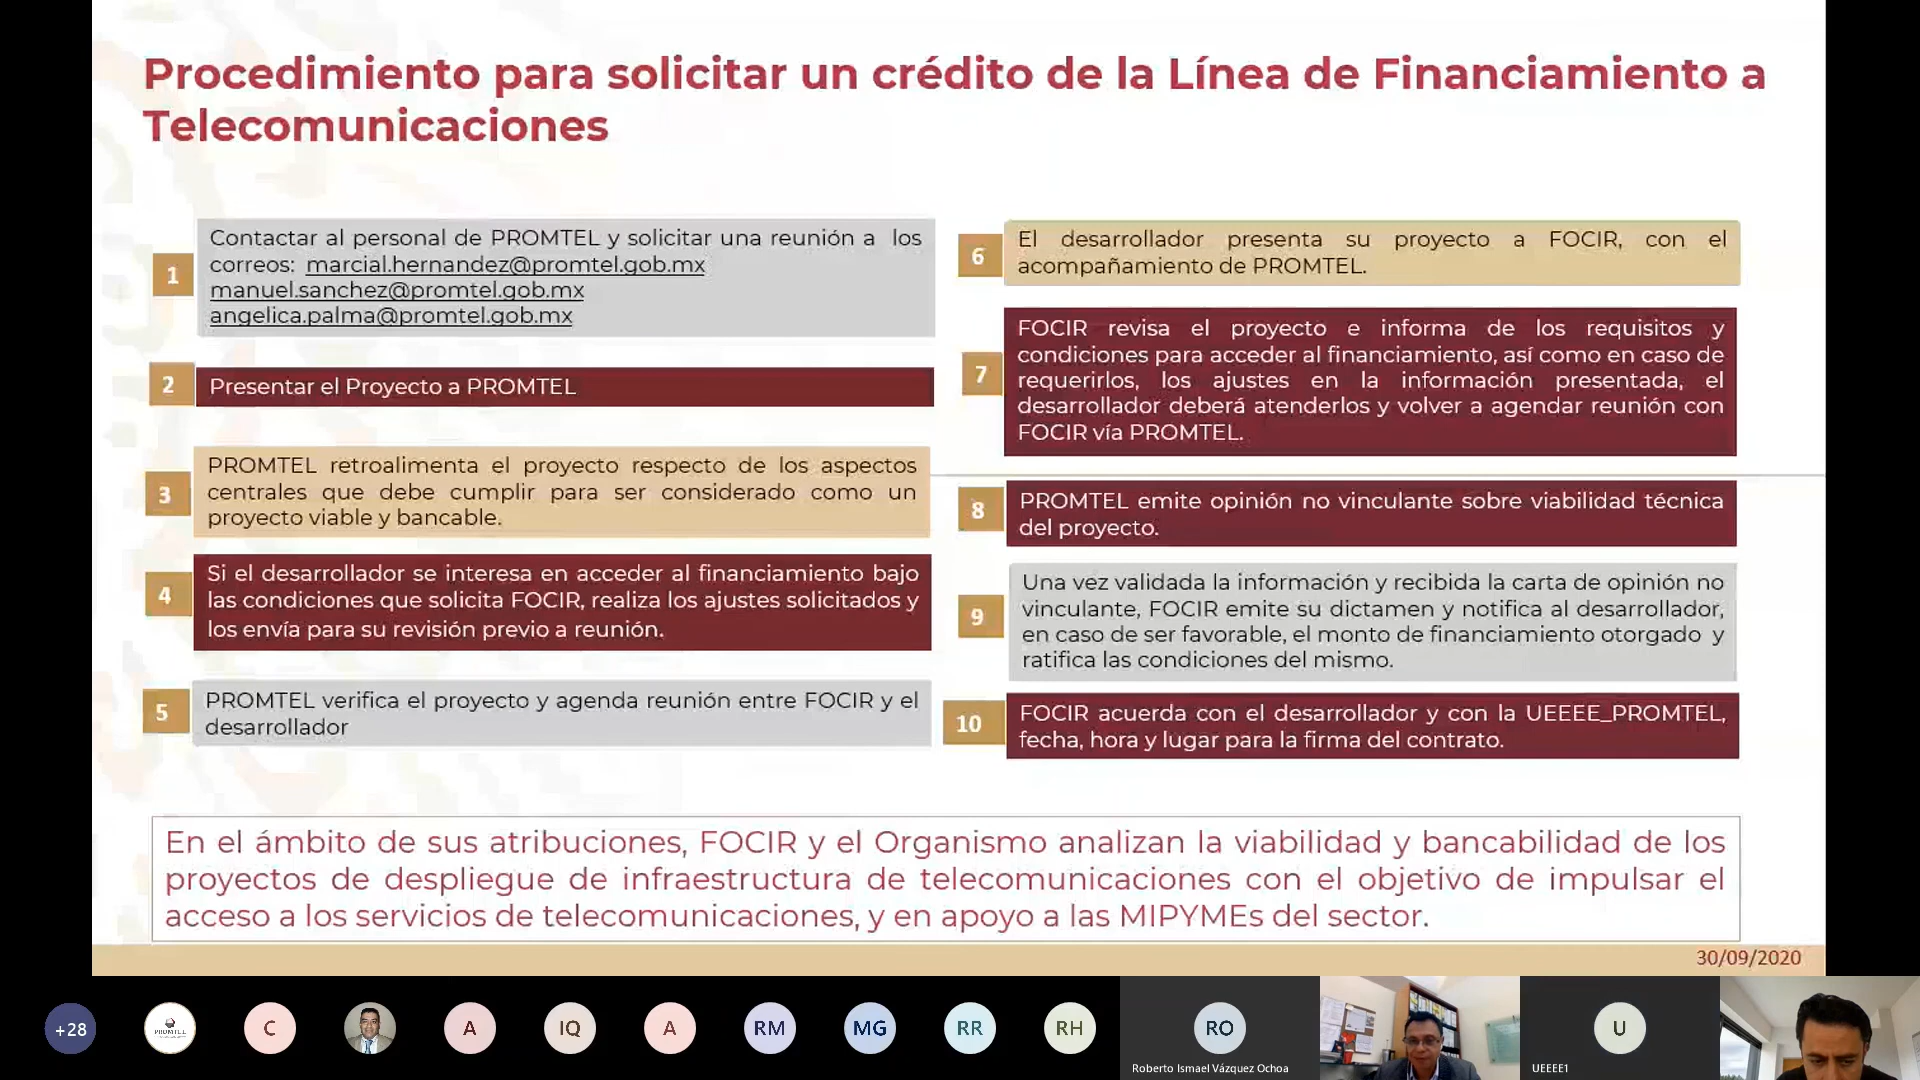 Procedimiento para solicitar un crédito de la Línea de Financiamiento a
Telecomunicaciones
1
Contactar al personal de PROMTEL y solicitar una reunión a los
correos: marcial.hernandez@promtel.gob.mx
manuel.sanchez@promtel.gob.mx
angelica.palma@promtel.gob.mx
2
Presentar el Proyecto a PROMTEL
3
PROMTEL retroalimenta el proyecto respecto de los aspectos
centrales que debe cumplir para ser considerado como un
proyecto viable y bancable.
4
Si el desarrollador se interesa en acceder al financiamiento bajo
las condiciones que solicita FOCIR, realiza los ajustes solicitados y
los envía para su revisión previo a reunión.
5
PROMTEL verifica el proyecto y agenda reunión entre FOCIR y el
desarrollador
6
El desarrollador presenta su proyecto a FOCIR, con el
acompañamiento de PROMTEL.
7
FOCIR revisa el proyecto e informa de los requisitos y
condiciones para acceder al financiamiento, así como en caso de
requerirlos, los ajustes en la información presentada, el
desarrollador deberá atenderlos y volver a agendar reunión con
FOCIR vía PROMTEL.
8
PROMTEL emite opinión no vinculante sobre viabilidad técnica
del proyecto.
9
Una vez validada la información y recibida la carta de opinión no
vinculante, FOCIR emite su dictamen y notifica al desarrollador,
en caso de ser favorable, el monto de financiamiento otorgado y
ratifica las condiciones del mismo.
10
FOCIR acuerda con el desarrollador y con la UEEEE_PROMTEL,
fecha, hora y lugar para la firma del contrato.
En el ámbito de sus atribuciones, FOCIR y el Organismo analizan la viabilidad y bancabilidad de los
proyectos de despliegue de infraestructura de telecomunicaciones con el objetivo de impulsar el
acceso a los servicios de telecomunicaciones, y en apoyo a las MIPYMEs del sector.
30/09/2020
+28
PROMTEL
C
A
IQ
A
RM
MG
RR
RH
RO
U
Roberto Ismael Vázquez Ochoa
UEEEE1